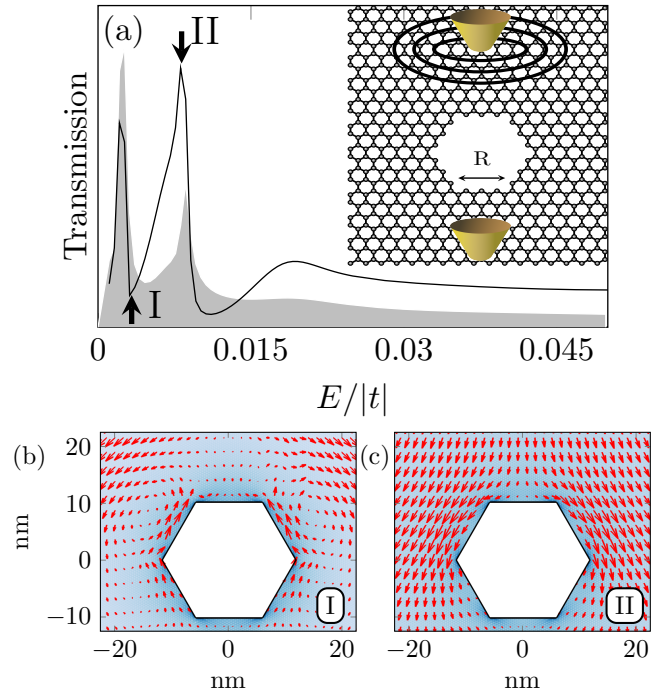 (a)
II
Transmission
R
I
0
0.015
0.03
0.045
E/|t|
(b)
20
10
0
−10
nm
I
−20
0
20
nm
(c)
II
−20
0
20
nm